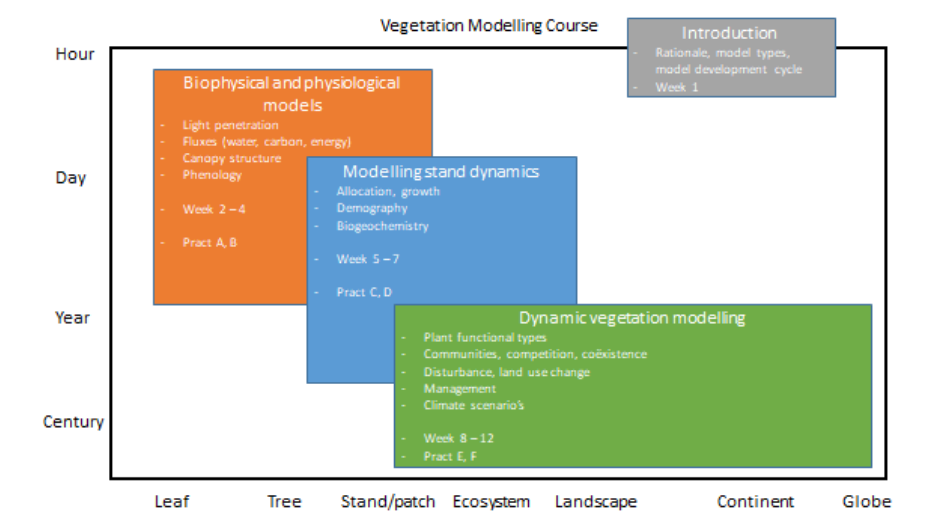 Vegetation Modelling Course
Introduction
- Rationale, model types,
model development cycle
- Week 1
Hour
Day
Year
Century
Biophysical and physiological
models
- Light penetration
- Fluxes (water, carbon, energy)
- Canopy structure
- Phenology
- Week 2 – 4
- Pract A, B
Modelling stand dynamics
- Allocation, growth
- Demography
- Biogeochemistry
- Week 5 – 7
- Pract C, D
Dynamic vegetation modelling
- Plant functional types
- Communities, competition, coëxistence
- Disturbance, land use change
- Management
- Climate scenario's
- Week 8 – 12
- Pract E, F
Leaf Tree Stand/patch Ecosystem Landscape Continent Globe